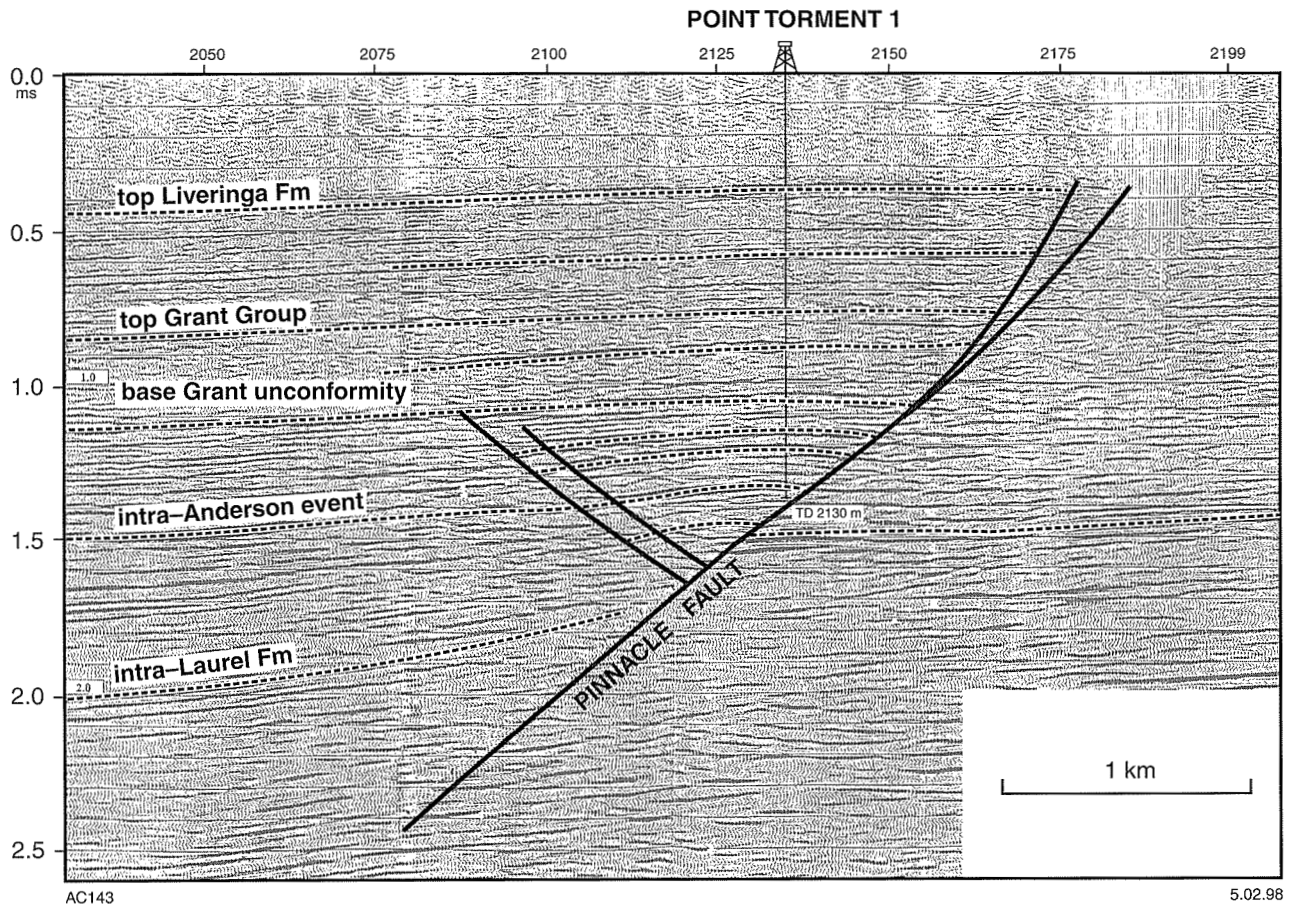 POINT TORMENT 1
2050 2075 2100 2125 2150 2175 2199
0.0
ms
top Liveringa Fm
0.5
top Grant Group
1.0
1.0
base Grant unconformity
intra–Anderson event
TD 2130 m
1.5
PINNACLE FAULT
intra–Laurel Fm
2.0
2.0
1 km
2.5
AC143
5.02.98